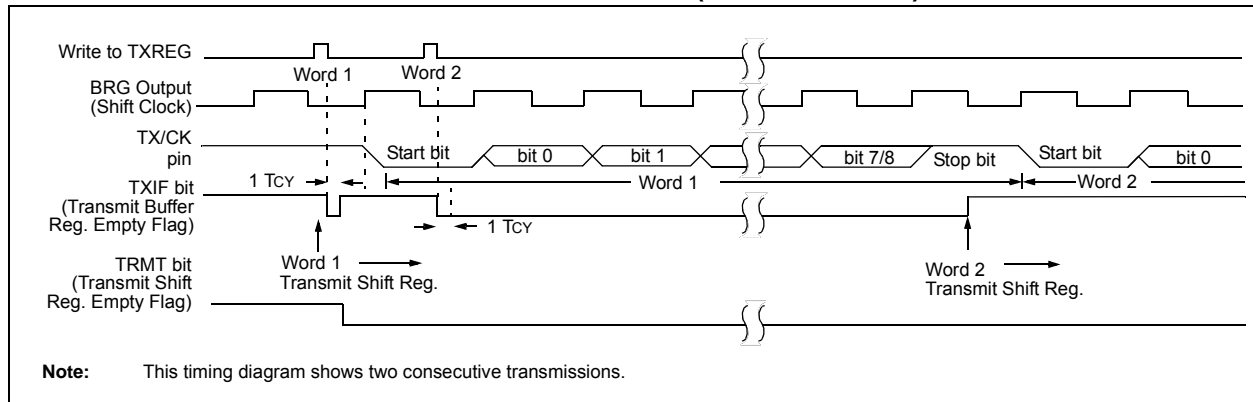 Write to TXREG
Word 1
Word 2
BRG Output
(Shift Clock)
TX/CK
pin
Start bit
bit 0
bit 1
bit 7/8
Stop bit
Start bit
bit 0
1 TCY
Word 1
Word 2
TXIF bit
(Transmit Buffer
Reg. Empty Flag)
1 TCY
Word 1
Transmit Shift Reg.
Word 2
Transmit Shift Reg.
TRMT bit
(Transmit Shift
Reg. Empty Flag)
Note: This timing diagram shows two consecutive transmissions.